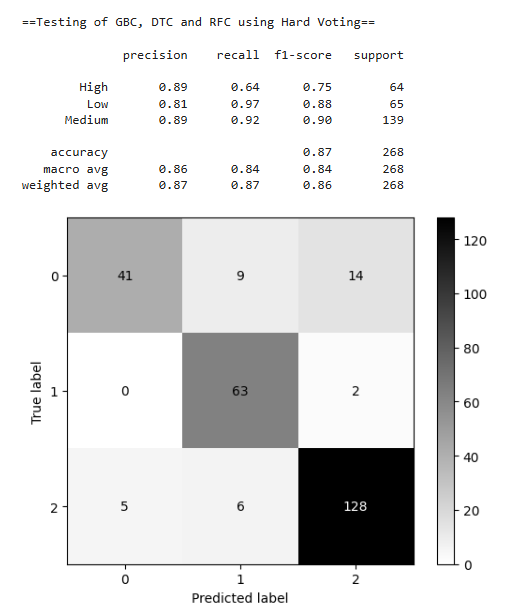 ==Testing of GBC, DTC and RFC using Hard Voting==
precision recall f1-score support
High 0.89 0.64 0.75 64
Low 0.81 0.97 0.88 65
Medium 0.89 0.92 0.90 139
accuracy 0.87 268
macro avg 0.86 0.84 0.84 268
weighted avg 0.87 0.87 0.86 268
120
0 41 9 14
100
80
True label
1 0 63 2
60
40
2 5 6 128
20
0
0 1 2
Predicted label